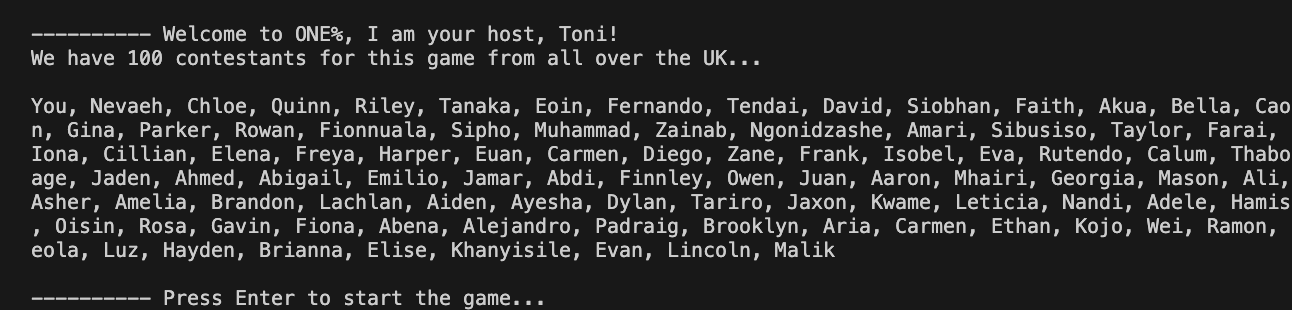 ---------- Welcome to ONE%, I am your host, Toni!
We have 100 contestants for this game from all over the UK...
You, Nevaeh, Chloe, Quinn, Riley, Tanaka, Eoin, Fernando, Tendai, David, Siobhan, Faith, Akua, Bella, Cao
n, Gina, Parker, Rowan, Fionnuala, Sipho, Muhammad, Zainab, Ngonidzashe, Amari, Sibusiso, Taylor, Farai,
Iona, Cillian, Elena, Freya, Harper, Euan, Carmen, Diego, Zane, Frank, Isobel, Eva, Rutendo, Calum, Thabo
age, Jaden, Ahmed, Abigail, Emilio, Jamar, Abdi, Finnley, Owen, Juan, Aaron, Mhairi, Georgia, Mason, Ali,
Asher, Amelia, Brandon, Lachlan, Aiden, Ayesha, Dylan, Tariro, Jaxon, Kwame, Leticia, Nandi, Adele, Hamis
, Oisin, Rosa, Gavin, Fiona, Abena, Alejandro, Padraig, Brooklyn, Aria, Carmen, Ethan, Kojo, Wei, Ramon,
eola, Luz, Hayden, Brianna, Elise, Khanyisile, Evan, Lincoln, Malik
---------- Press Enter to start the game...